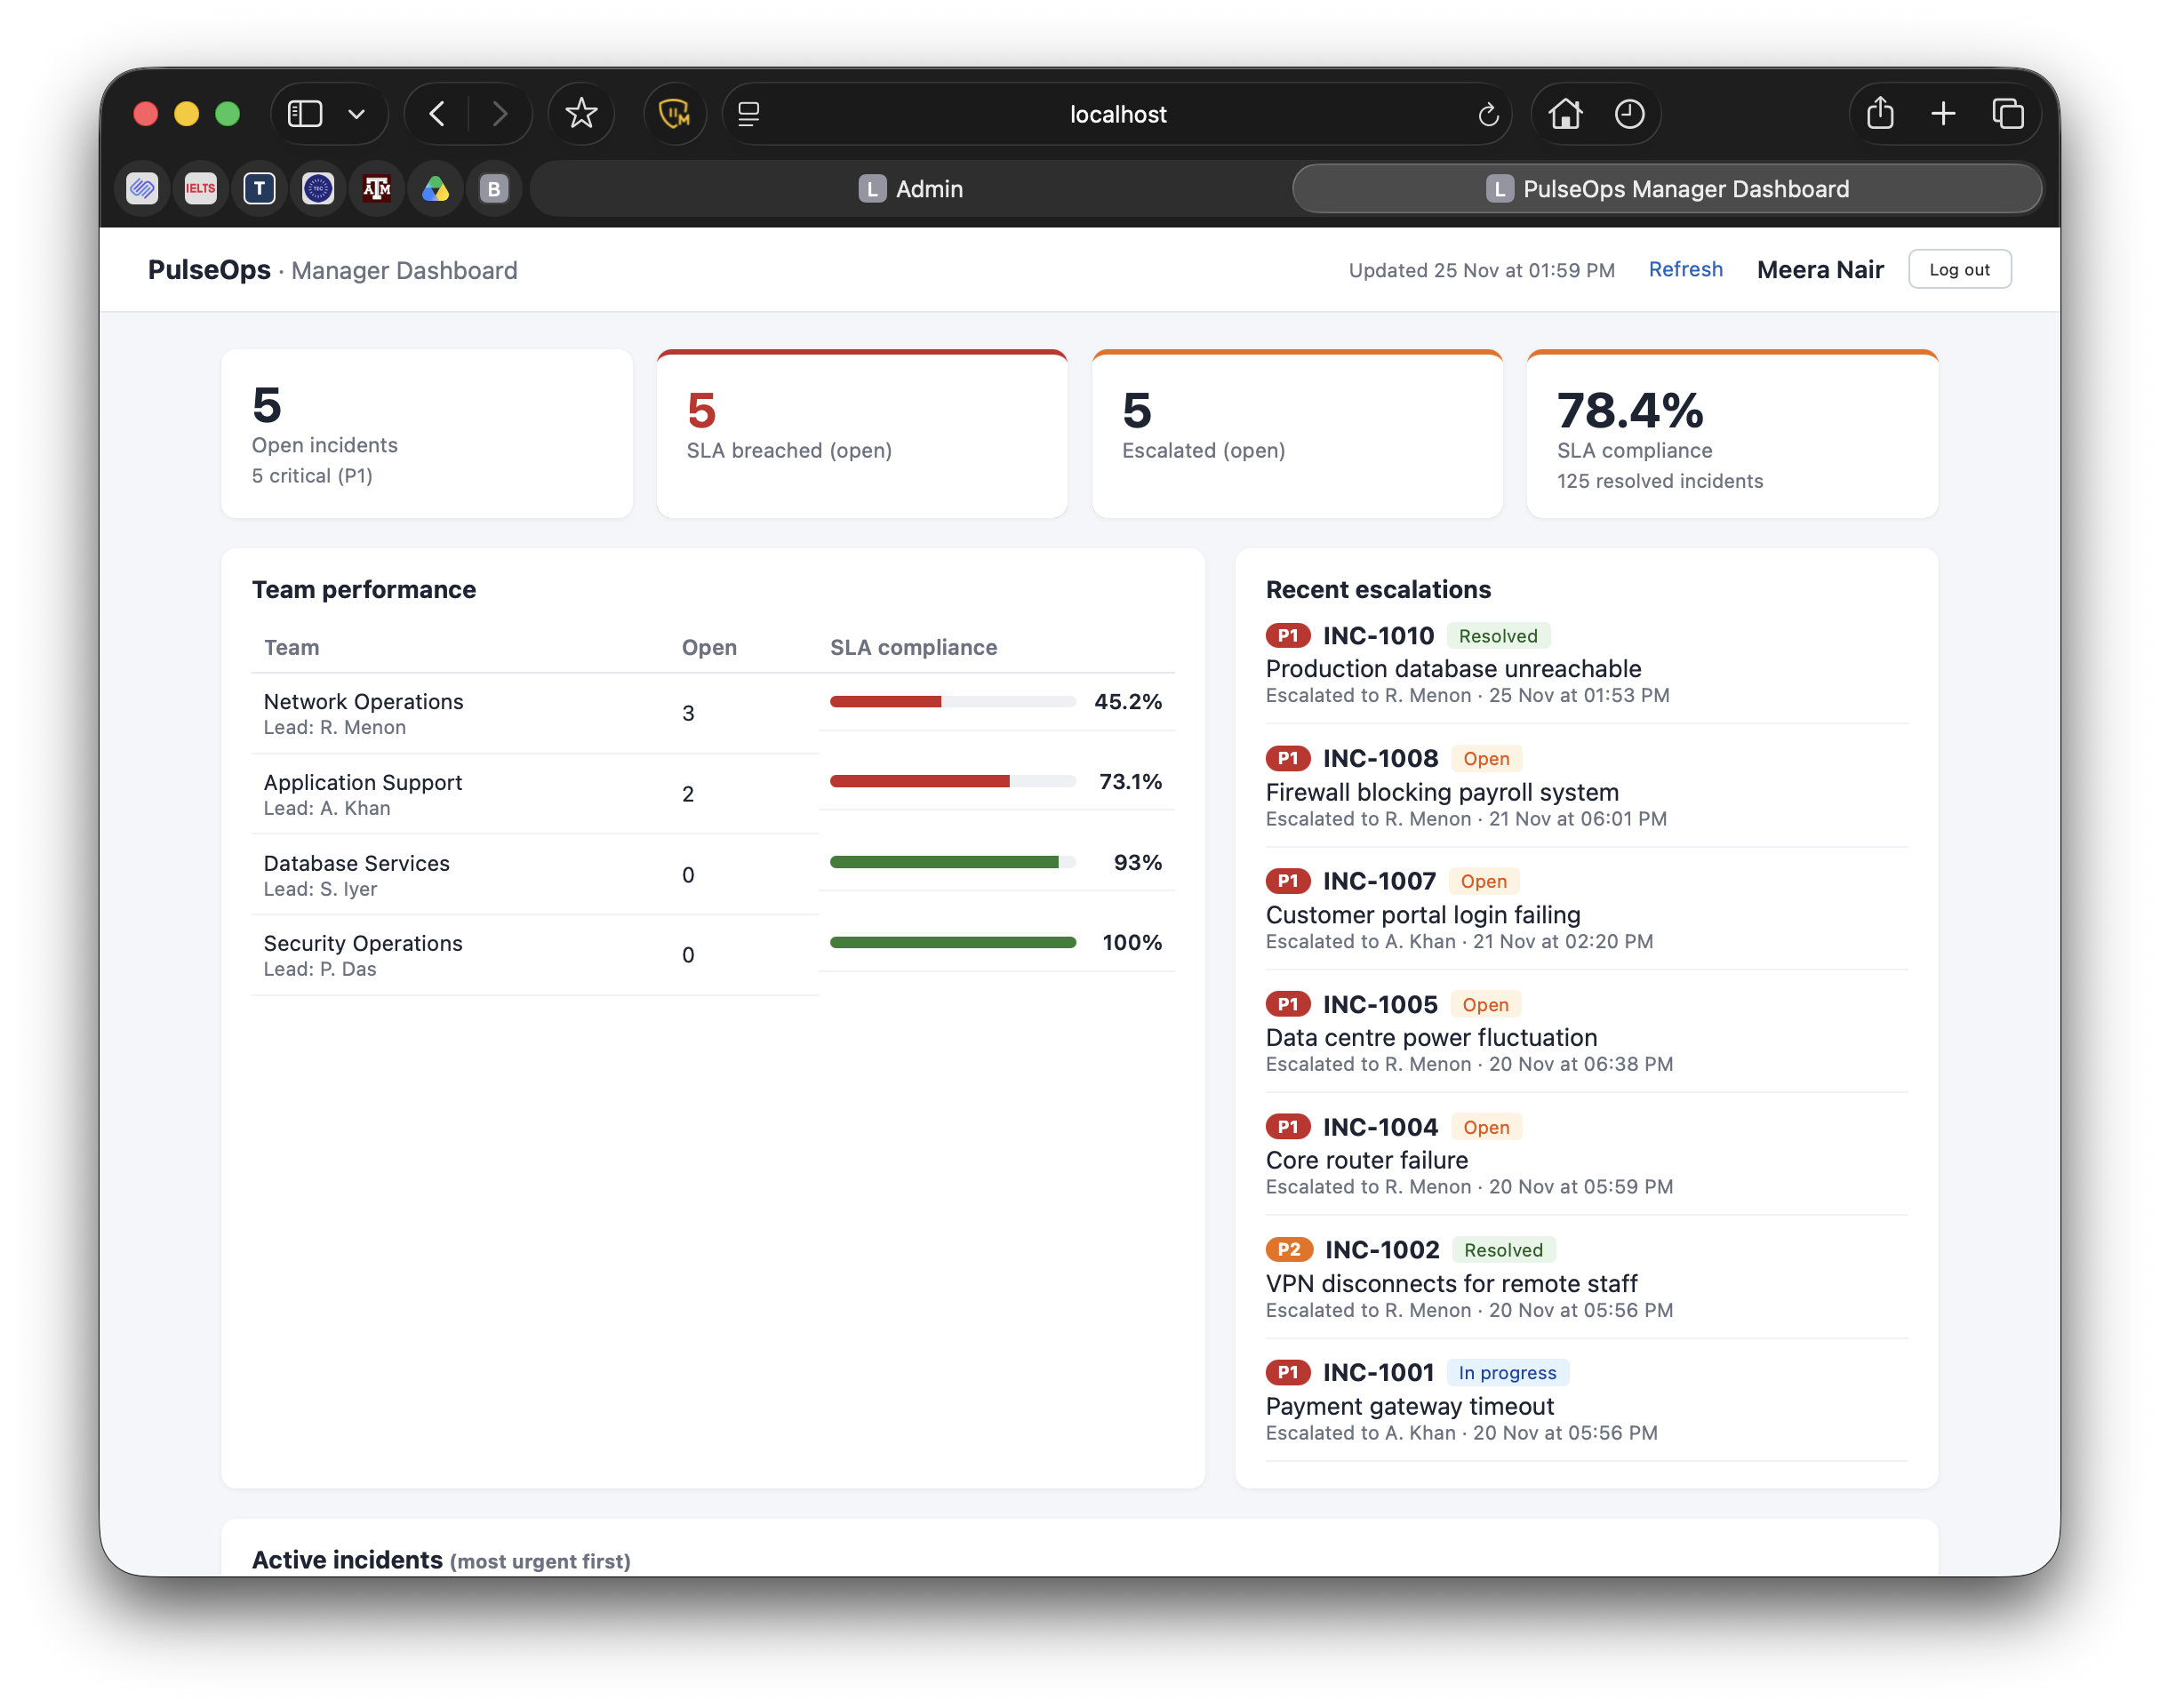 localhost
IELTS
T
TEC
ATM
B
L Admin
L PulseOps Manager Dashboard
PulseOps · Manager Dashboard
Updated 25 Nov at 01:59 PM
Refresh
Meera Nair
Log out
5
Open incidents
5 critical (P1)
5
SLA breached (open)
5
Escalated (open)
78.4%
SLA compliance
125 resolved incidents
Team performance
Team Open SLA compliance
Network Operations
Lead: R. Menon
3
45.2%
Application Support
Lead: A. Khan
2
73.1%
Database Services
Lead: S. Iyer
0
93%
Security Operations
Lead: P. Das
0
100%
Recent escalations
P1 INC-1010 Resolved
Production database unreachable
Escalated to R. Menon · 25 Nov at 01:53 PM
P1 INC-1008 Open
Firewall blocking payroll system
Escalated to R. Menon · 21 Nov at 06:01 PM
P1 INC-1007 Open
Customer portal login failing
Escalated to A. Khan · 21 Nov at 02:20 PM
P1 INC-1005 Open
Data centre power fluctuation
Escalated to R. Menon · 20 Nov at 06:38 PM
P1 INC-1004 Open
Core router failure
Escalated to R. Menon · 20 Nov at 05:59 PM
P2 INC-1002 Resolved
VPN disconnects for remote staff
Escalated to R. Menon · 20 Nov at 05:56 PM
P1 INC-1001 In progress
Payment gateway timeout
Escalated to A. Khan · 20 Nov at 05:56 PM
Active incidents (most urgent first)